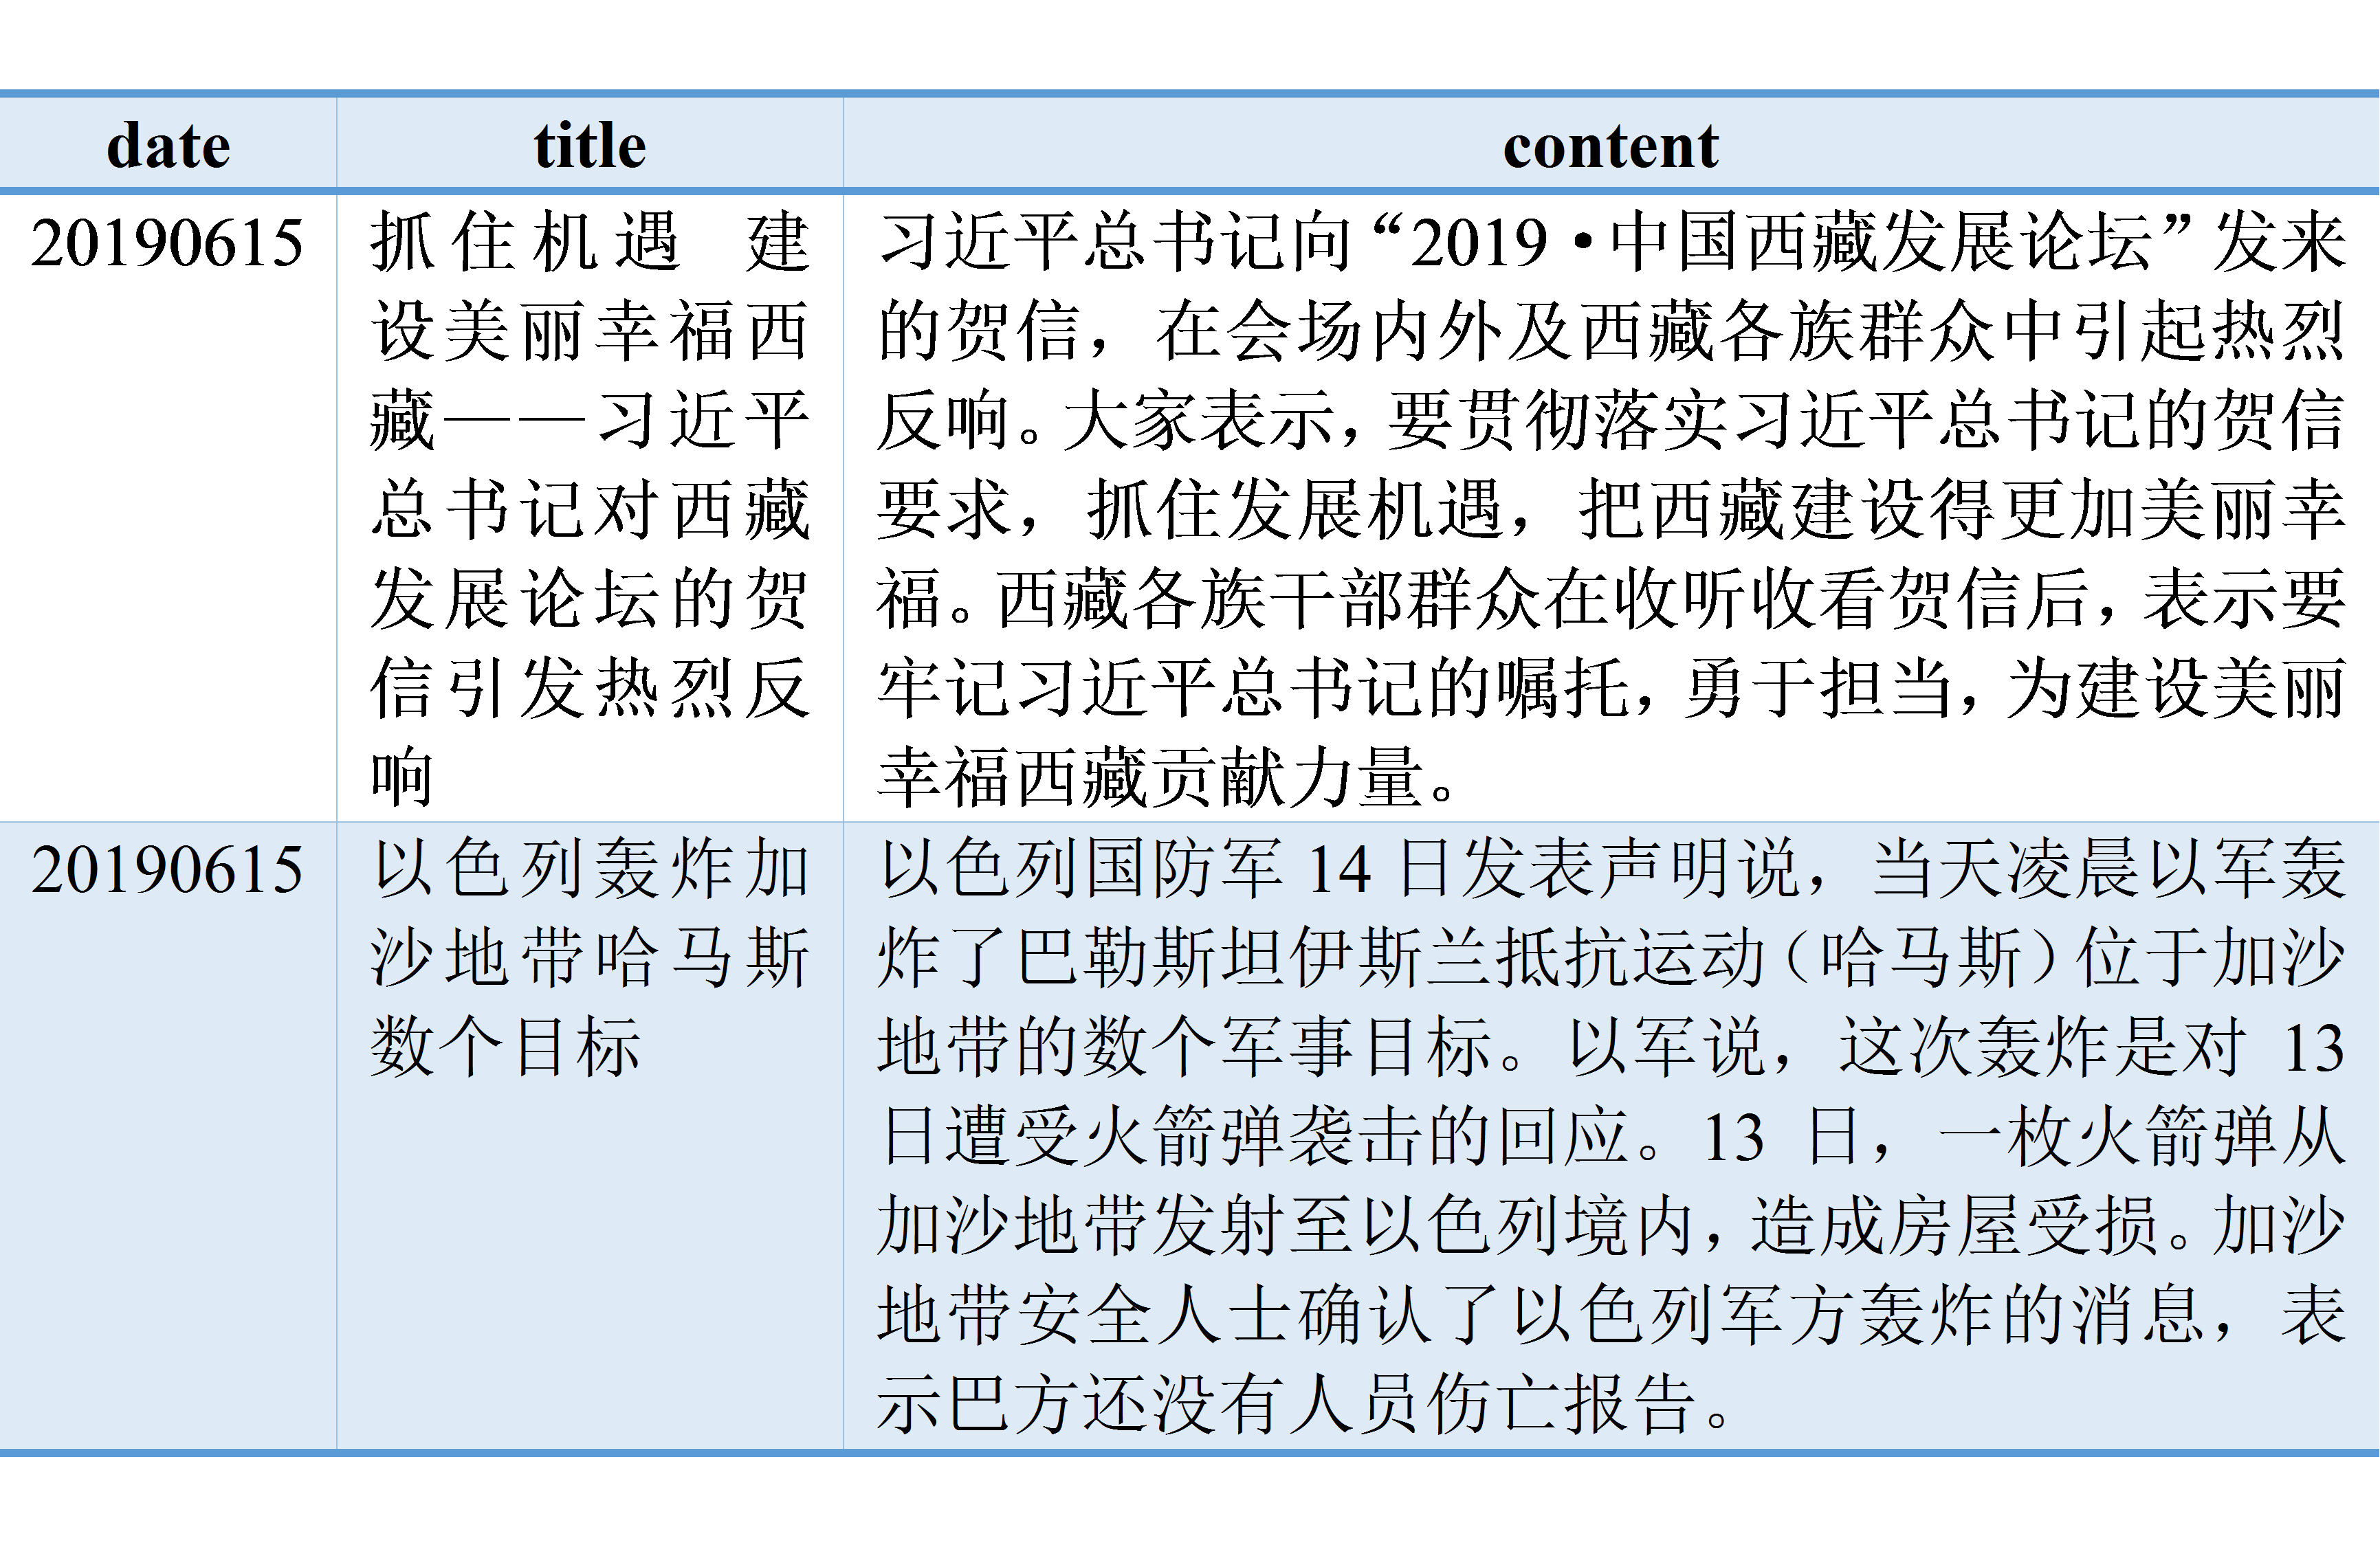 date title content
20190615
抓住机遇 建
设美丽幸福西
藏——习近平
总书记对西藏
发展论坛的贺
信引发热烈反
响
习近平总书记向“2019·中国西藏发展论坛”发来
的贺信，在会场内外及西藏各族群众中引起热烈
反响。大家表示，要贯彻落实习近平总书记的贺信
要求，抓住发展机遇，把西藏建设得更加美丽幸
福。西藏各族干部群众在收听收看贺信后，表示要
牢记习近平总书记的嘱托，勇于担当，为建设美丽
幸福西藏贡献力量。
20190615
以色列轰炸加
沙地带哈马斯
数个目标
以色列国防军 14 日发表声明说，当天凌晨以军轰
炸了巴勒斯坦伊斯兰抵抗运动（哈马斯）位于加沙
地带的数个军事目标。以军说，这次轰炸是对 13
日遭受火箭弹袭击的回应。13 日，一枚火箭弹从
加沙地带发射至以色列境内，造成房屋受损。加沙
地带安全人士确认了以色列军方轰炸的消息，表
示巴方还没有人员伤亡报告。